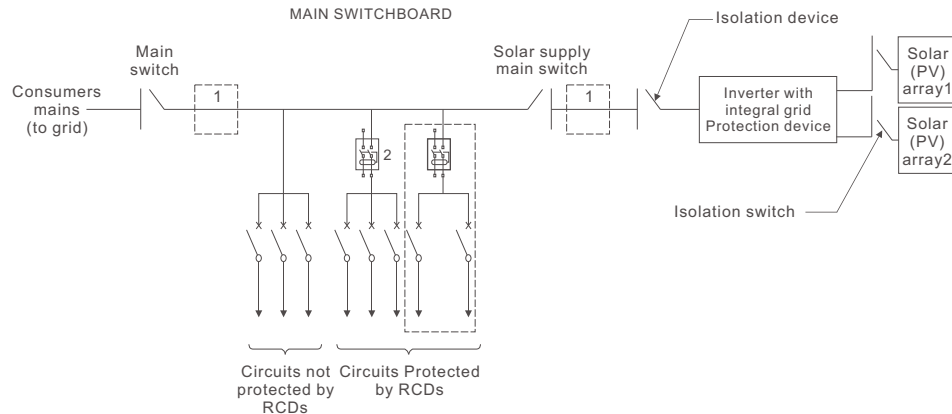 MAIN SWITCHBOARD
Isolation device
Main
switch
Solar supply
main switch
Solar
(PV)
array1
Consumers
mains
(to grid)
1
1
Inverter with
integral grid
Protection device
Solar
(PV)
array2
2
Isolation switch
Circuits not
protected by
RCDs
Circuits Protected
by RCDs